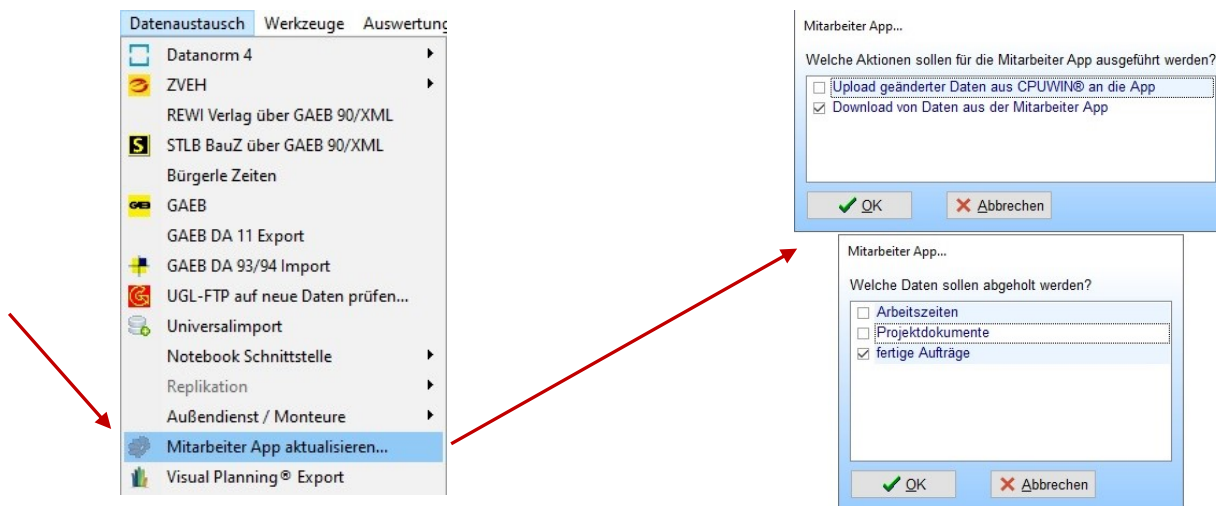 Datenaustausch Werkzeuge Auswertung
Datanorm 4
ZVEH
REWI Verlag über GAEB 90/XML
STLB BauZ über GAEB 90/XML
Bürgerle Zeiten
GAEB
GAEB DA 11 Export
GAEB DA 93/94 Import
UGL-FTP auf neue Daten prüfen...
Universalimport
Notebook Schnittstelle
Replikation
Außendienst / Monteure
Mitarbeiter App aktualisieren...
Visual Planning® Export
Mitarbeiter App...
Welche Aktionen sollen für die Mitarbeiter App ausgeführt werden?
Upload geänderter Daten aus CPUWIN® an die App
Download von Daten aus der Mitarbeiter App
OK Abbrechen
Mitarbeiter App...
Welche Daten sollen abgeholt werden?
Arbeitszeiten
Projektdokumente
fertige Aufträge
OK Abbrechen